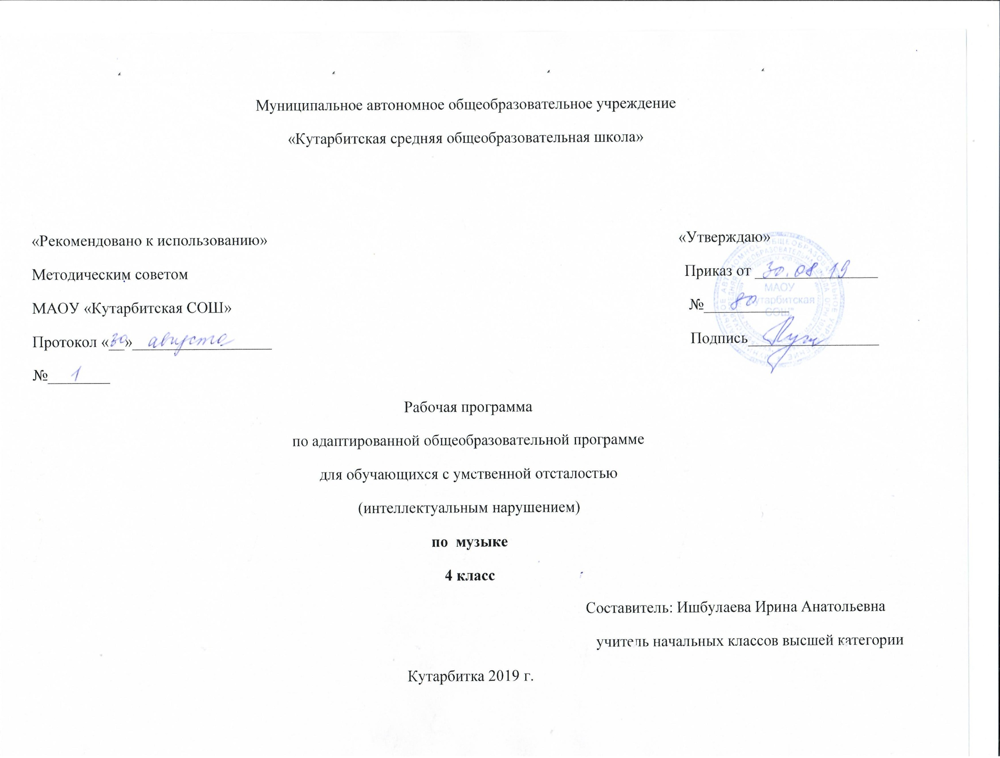 Муниципальное автономное общеобразовательное учреждение
«Кутарбитская средняя общеобразовательная школа»
«Рекомендовано к использованию»
Методическим советом
МАОУ «Кутарбитская СОШ»
Протокол «30» августа
№ 1
«Утверждаю»
Приказ от 30.08 19
№ 80
Подпись
МАОУ
Кутарбитская
СОШ"
Рабочая программа
по адаптированной общеобразовательной программе
для обучающихся с умственной отсталостью
(интеллектуальным нарушением)
по музыке
4 класс
Составитель: Ишбулаева Ирина Анатольевна
учитель начальных классов высшей категории
Кутарбитка 2019 г.